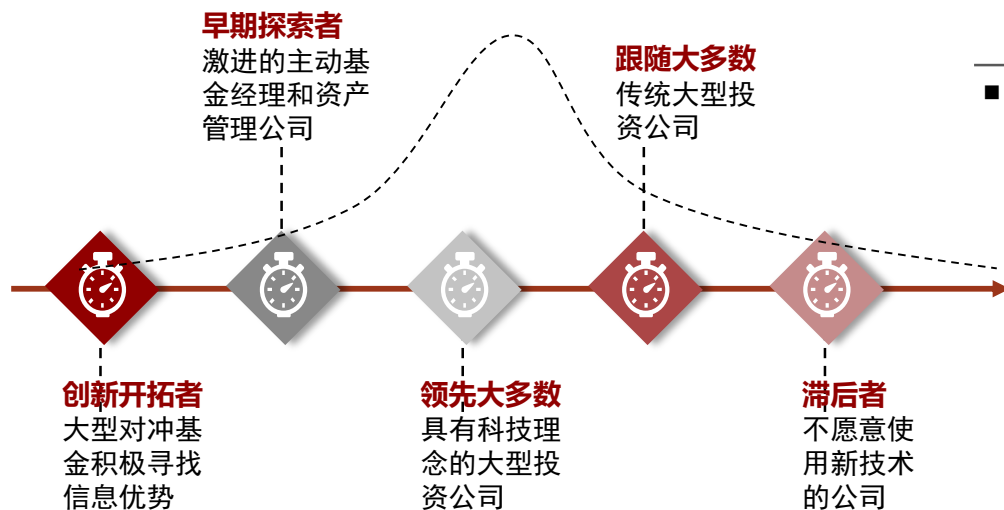 早期探索者
激进的主动基
金经理和资产
管理公司
跟随大多数
传统大型投
资公司
创新开拓者
大型对冲基
金积极寻找
信息优势
领先大多数
具有科技理
念的大型投
资公司
滞后者
不愿意使
用新技术
的公司